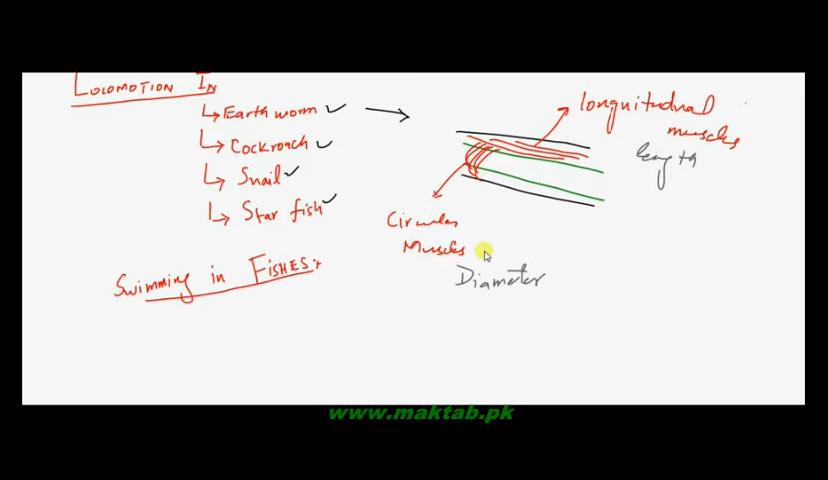 LOCOMOTION IN
Earth worm
Cockroach
Snail
Star fish
longnitudnal
muscles
length
Circular
Muscles
Diameter
Swimming in FISHES:
www.maktab.pk